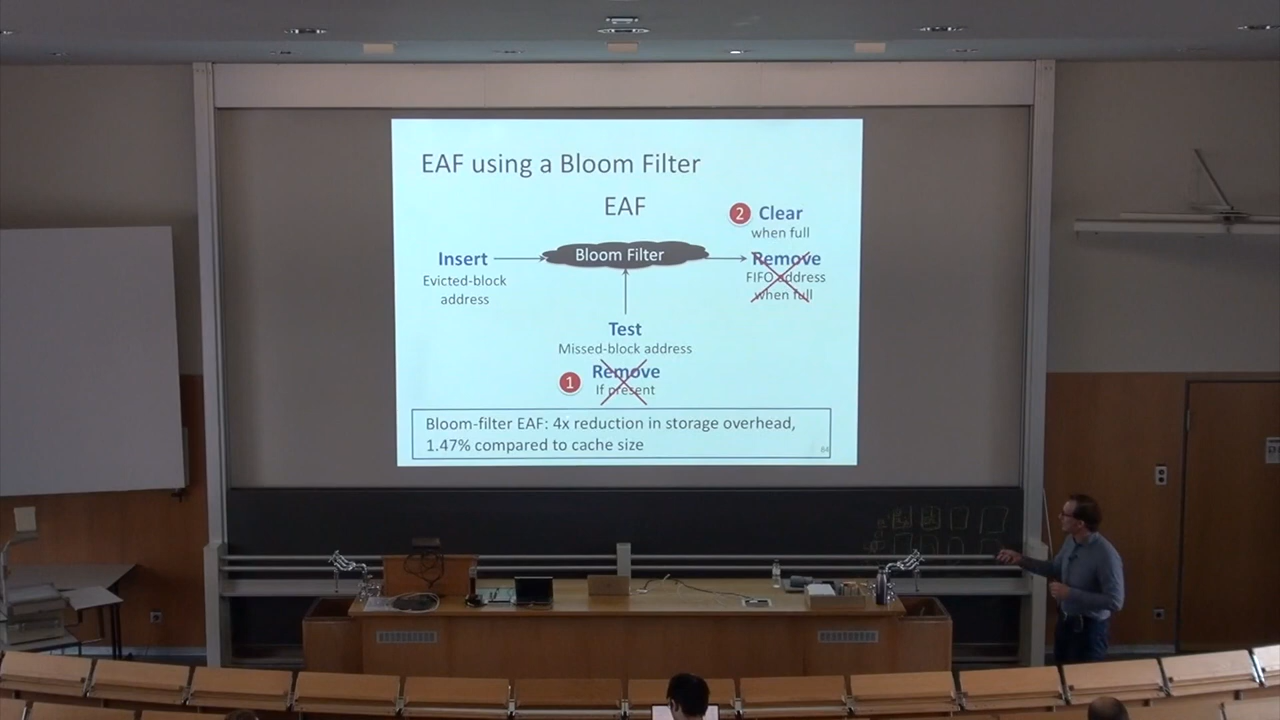 EAF using a Bloom Filter
EAF
2 Clear
when full
Insert
Evicted-block
address
Bloom Filter
Remove
FIFO address
when full
Test
Missed-block address
1 Remove
If present
Bloom-filter EAF: 4x reduction in storage overhead,
1.47% compared to cache size
64